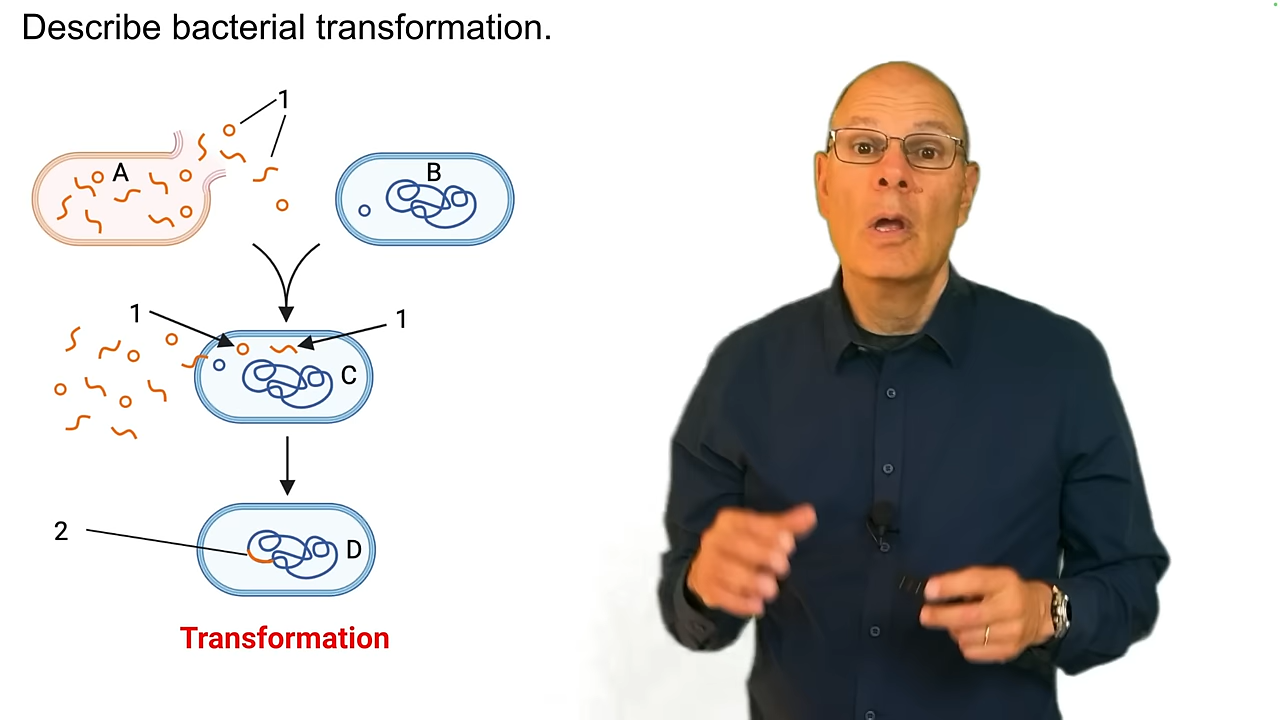 Describe bacterial transformation.
1
A
B
1
1
C
2
D
Transformation